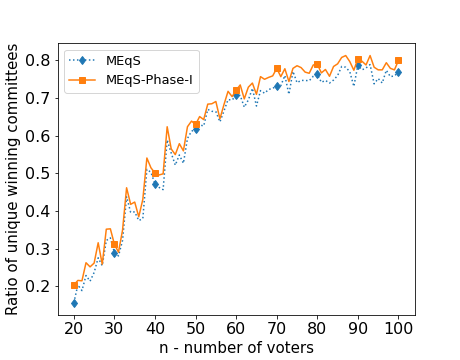 MEqS
MEqS-Phase-I
Ratio of unique winning committees
0.8
0.7
0.6
0.5
0.4
0.3
0.2
20 30 40 50 60 70 80 90 100
n - number of voters